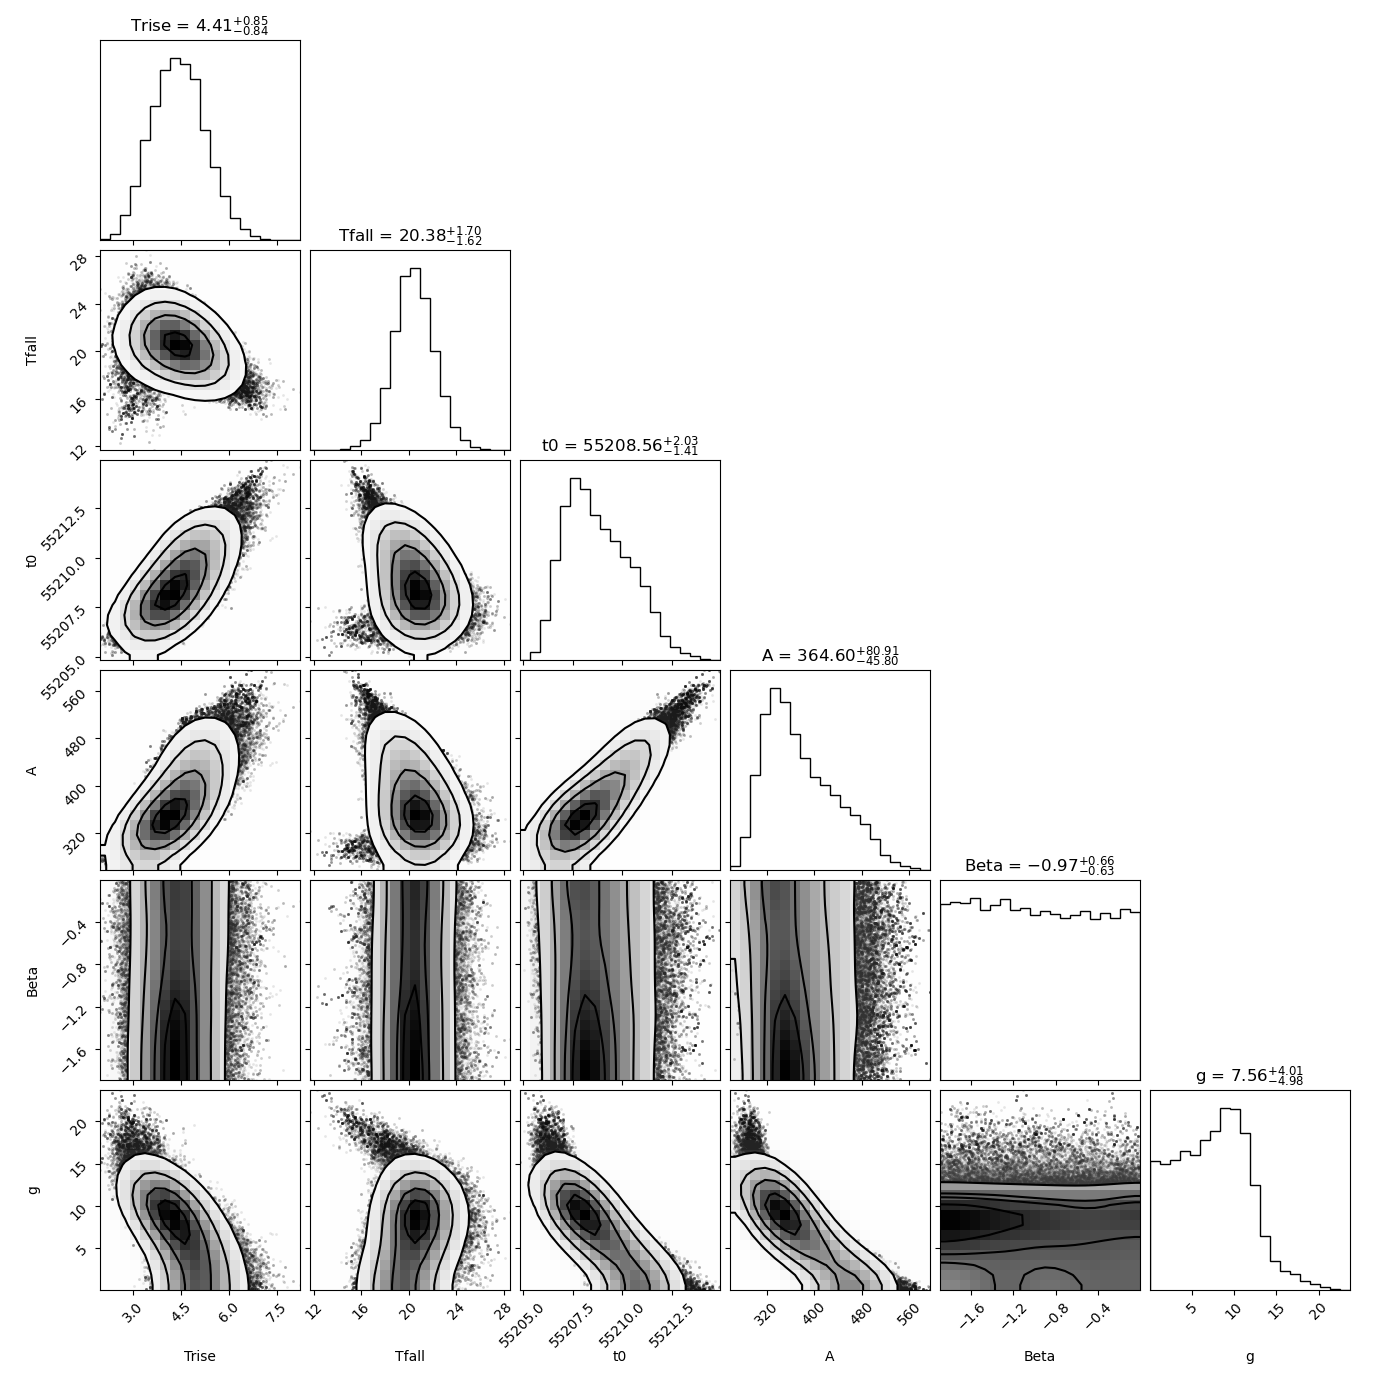 Trise = 4.41+0.85 −0.84
Tfall = 20.38+1.70 −1.62
28
24
20
16
12
Tfall
t0 = 55208.56+2.03 −1.41
55212.5
55210.0
55207.5
55205.0
t0
A = 364.60+80.91 −45.80
560
480
400
320
A
Beta = −0.97+0.66 −0.63
−0.4
−0.8
−1.2
−1.6
Beta
g = 7.56+4.01 −4.98
20
15
10
5
g
3.0 4.5 6.0 7.5 12 16 20 24 28 55205.0 55207.5 55210.0 55212.5 320 400 480 560 −1.6 −1.2 −0.8 −0.4 5 10 15 20
Trise Tfall t0 A Beta g